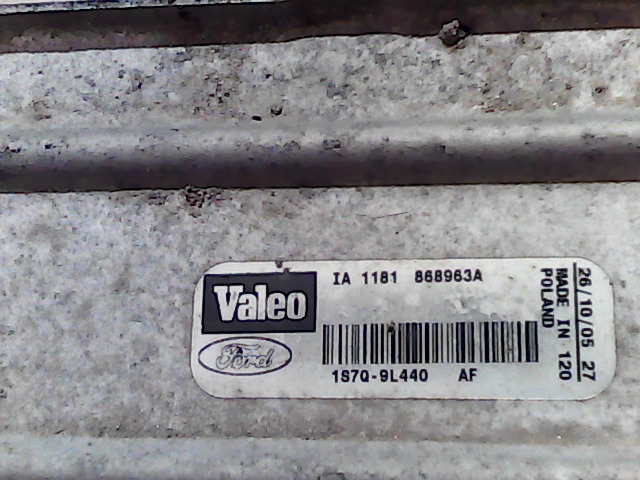 Valeo
IA 1181 868963A
Ford
1S7Q-9L440 AF
26/10/05 27
MADE IN 120
POLAND